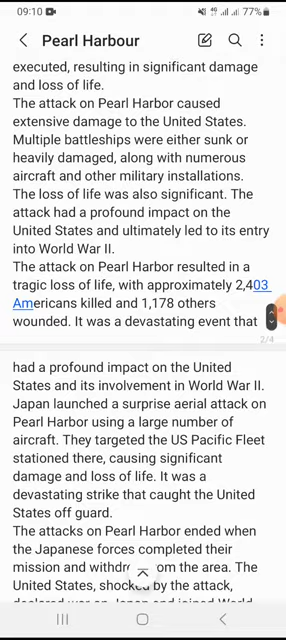 09:10
77%
Pearl Harbour
executed, resulting in significant damage
and loss of life.
The attack on Pearl Harbor caused
extensive damage to the United States.
Multiple battleships were either sunk or
heavily damaged, along with numerous
aircraft and other military installations.
The loss of life was also significant. The
attack had a profound impact on the
United States and ultimately led to its entry
into World War II.
The attack on Pearl Harbor resulted in a
tragic loss of life, with approximately 2,403
Americans killed and 1,178 others
wounded. It was a devastating event that
2/4
had a profound impact on the United
States and its involvement in World War II.
Japan launched a surprise aerial attack on
Pearl Harbor using a large number of
aircraft. They targeted the US Pacific Fleet
stationed there, causing significant
damage and loss of life. It was a
devastating strike that caught the United
States off guard.
The attacks on Pearl Harbor ended when
the Japanese forces completed their
mission and withdre om the area. The
United States, shocked by the attack,
declared war on Japan and joined World